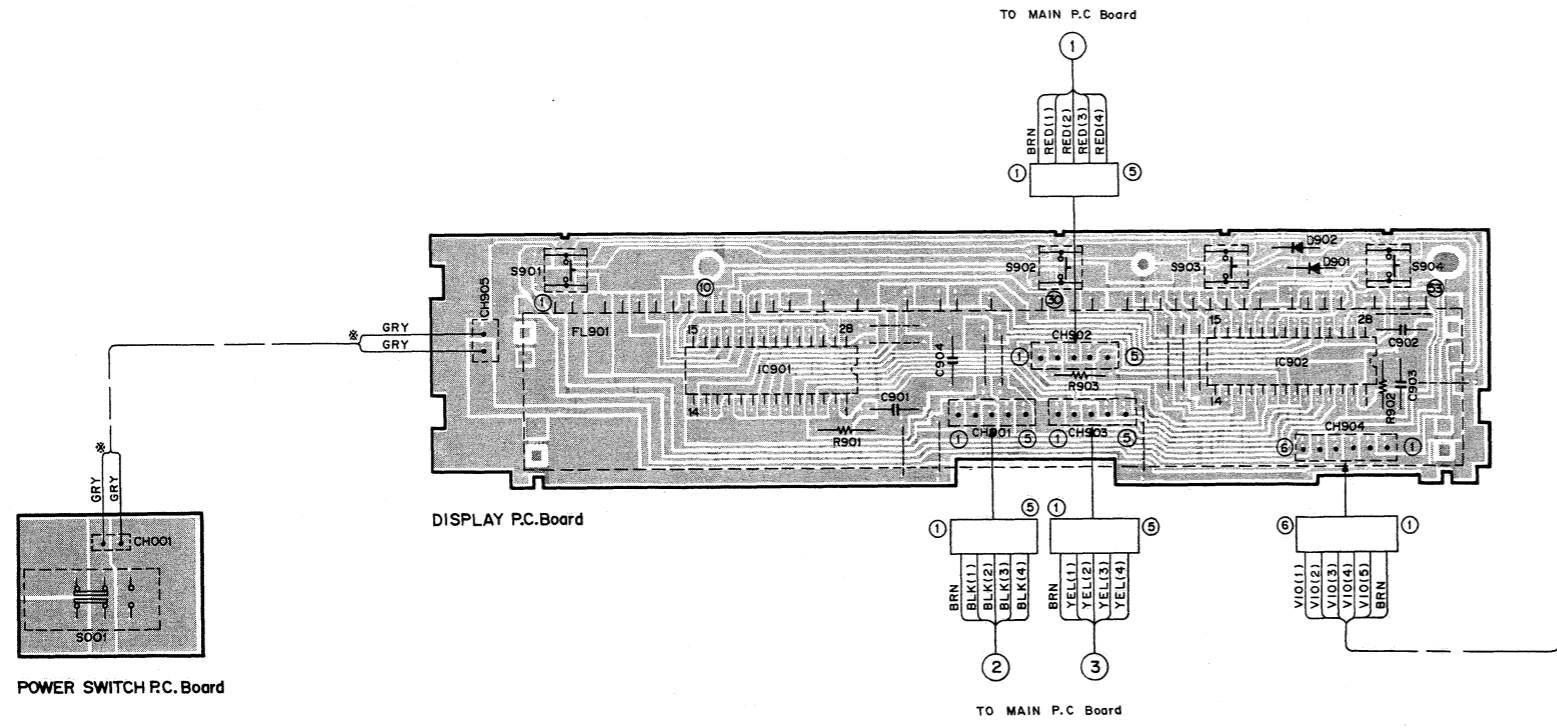 TO MAIN P.C Board
1
BRN
RED(1)
RED(2)
RED(3)
RED(4)
1
5
S901
S902
S903
D902
D901
S904
1
10
30
53
CH905
※
GRY
GRY
FL901
15
28
IC901
14
C904
C901
R901
CH902
1
5
R903
15
28
IC902
14
C902
C903
R902
CH901
1
5
CH903
1
5
CH904
6
1
DISPLAY P.C.Board
※
GRY
GRY
CH001
S001
POWER SWITCH P.C. Board
1
5
BRN
BLK(1)
BLK(2)
BLK(3)
BLK(4)
2
1
5
BRN
YEL(1)
YEL(2)
YEL(3)
YEL(4)
3
6
1
VIO(1)
VIO(2)
VIO(3)
VIO(4)
VIO(5)
BRN
TO MAIN P.C Board